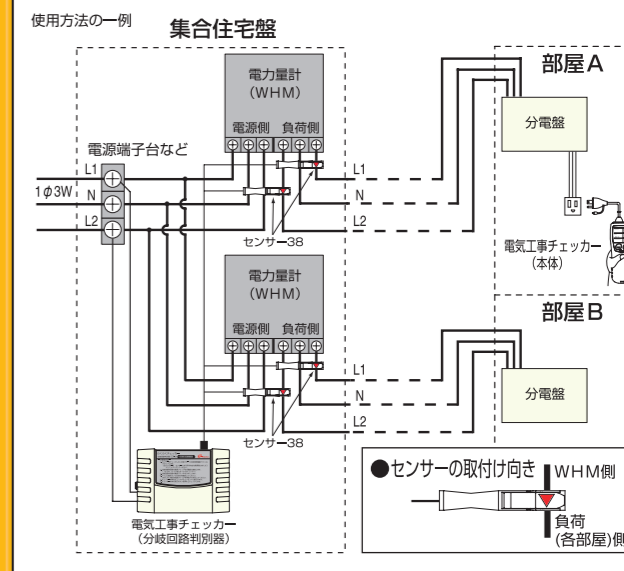 使用方法の一例
集合住宅盤
電力量計
(WHM)
電源側 負荷側
電源端子台など
L1
1φ3W
N
L2
センサー38
L1
N
L2
部屋A
分電盤
電気工事チェッカー
(本体)
電力量計
(WHM)
電源側 負荷側
センサー38
L1
N
L2
部屋B
分電盤
電気工事チェッカー
(分岐回路判別器)
●センサーの取付け向き
WHM側
負荷
(各部屋)側